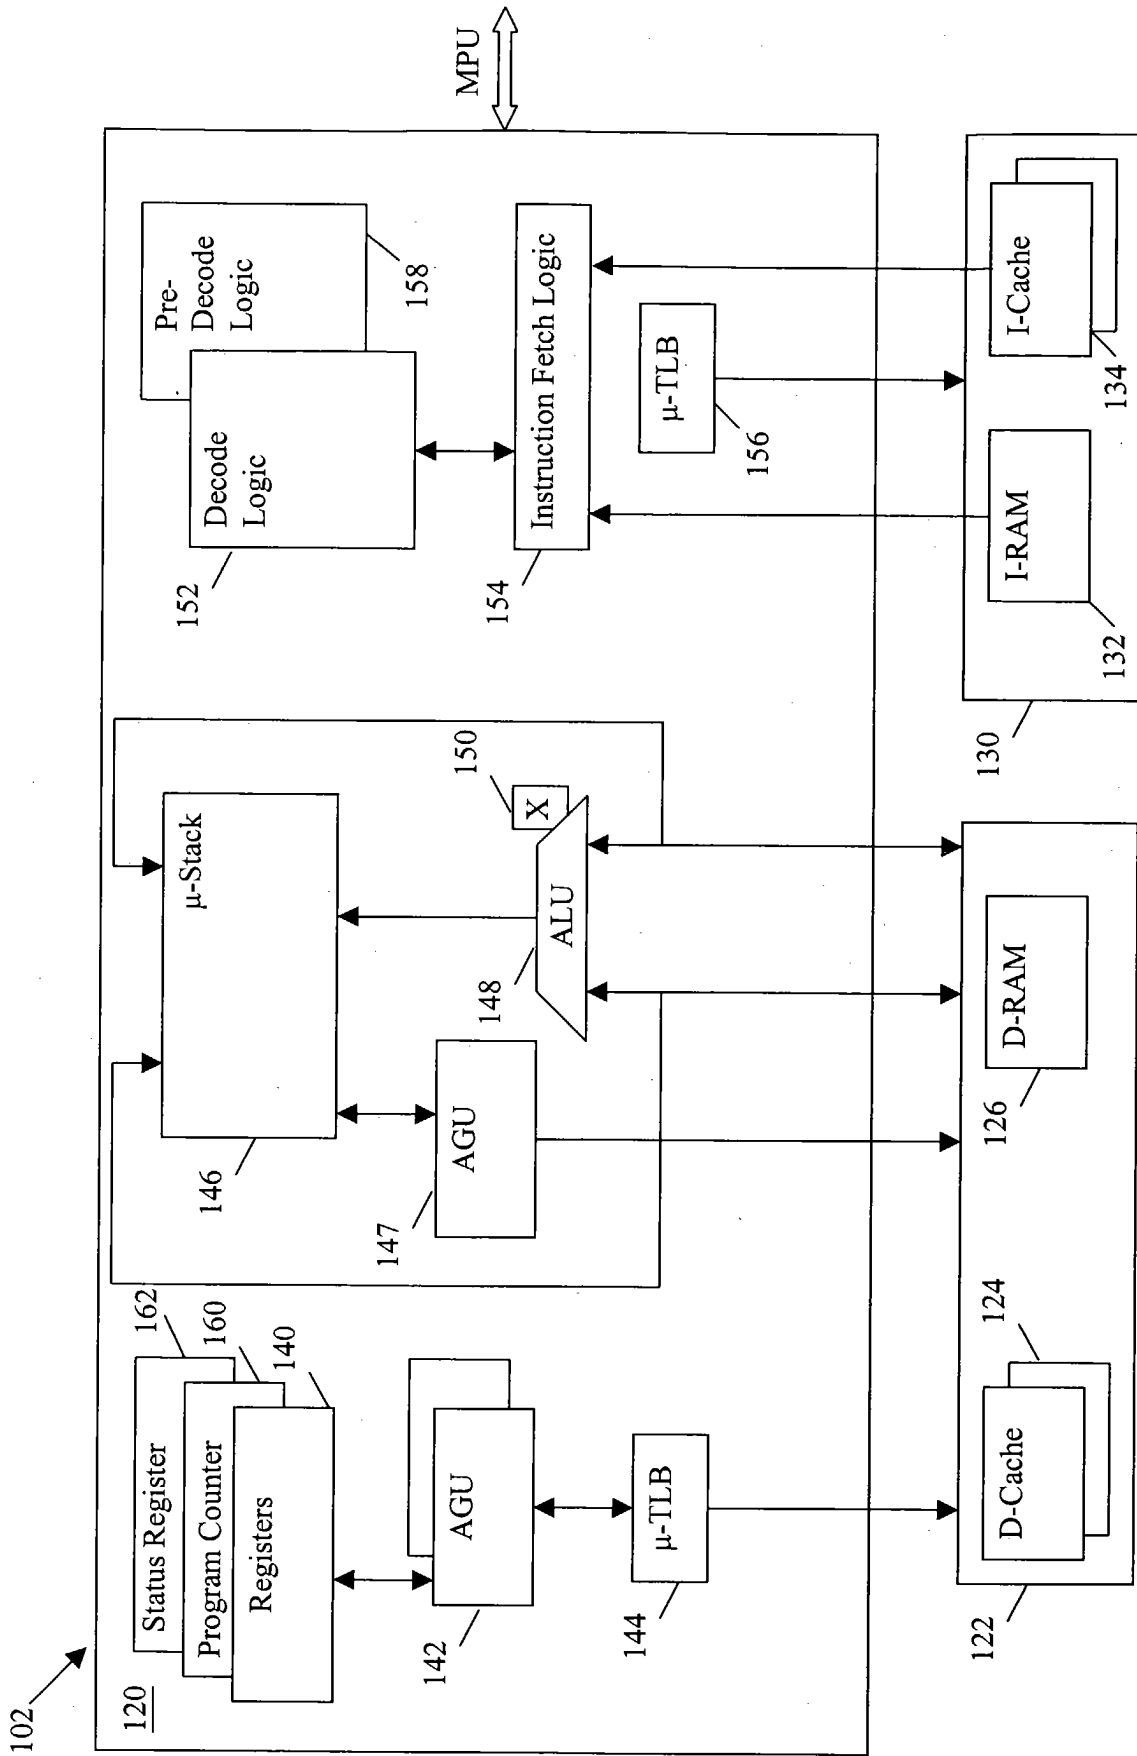 102
120
Status Register
162
Program Counter
160
Registers
140
AGU
142
μ-TLB
144
μ-Stack
146
AGU
147
ALU
148
X
150
Pre-
Decode
Logic
158
Decode
Logic
152
Instruction Fetch Logic
154
μ-TLB
156
MPU
D-Cache
124
D-RAM
126
122
I-RAM
132
I-Cache
134
130